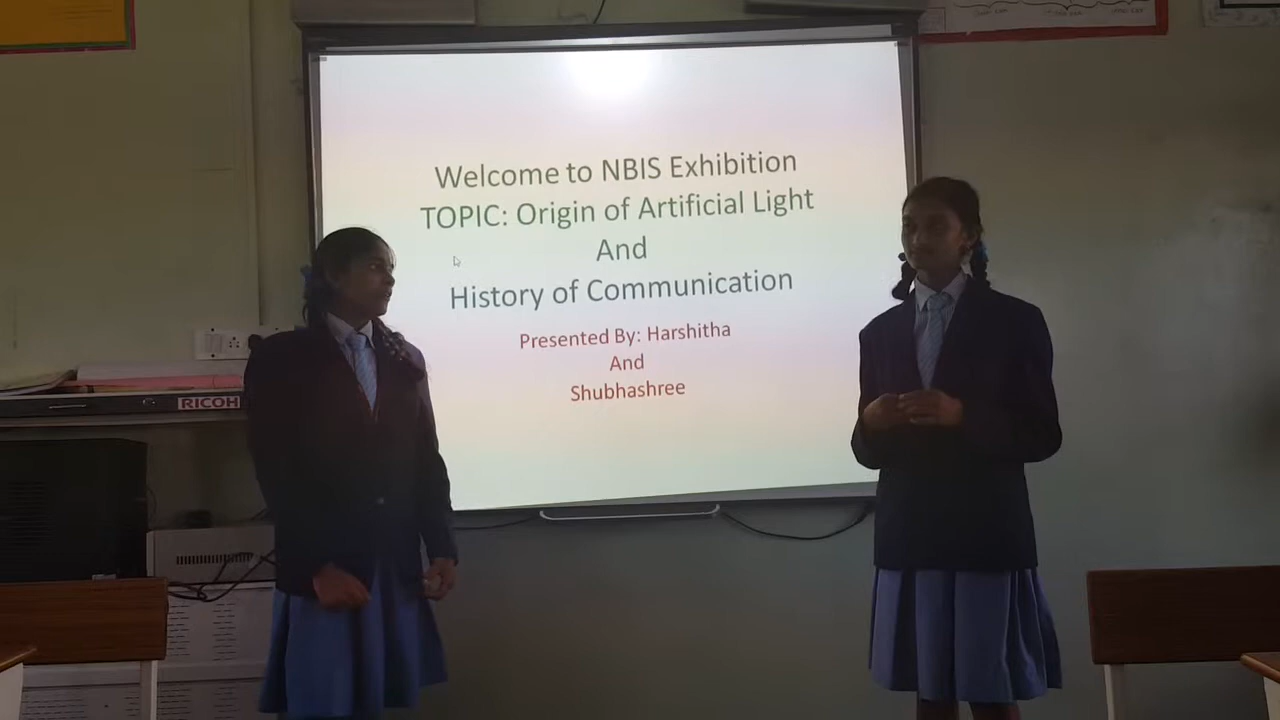 Welcome to NBIS Exhibition
TOPIC: Origin of Artificial Light
And
History of Communication
Presented By: Harshitha
And
Shubhashree
RICOH